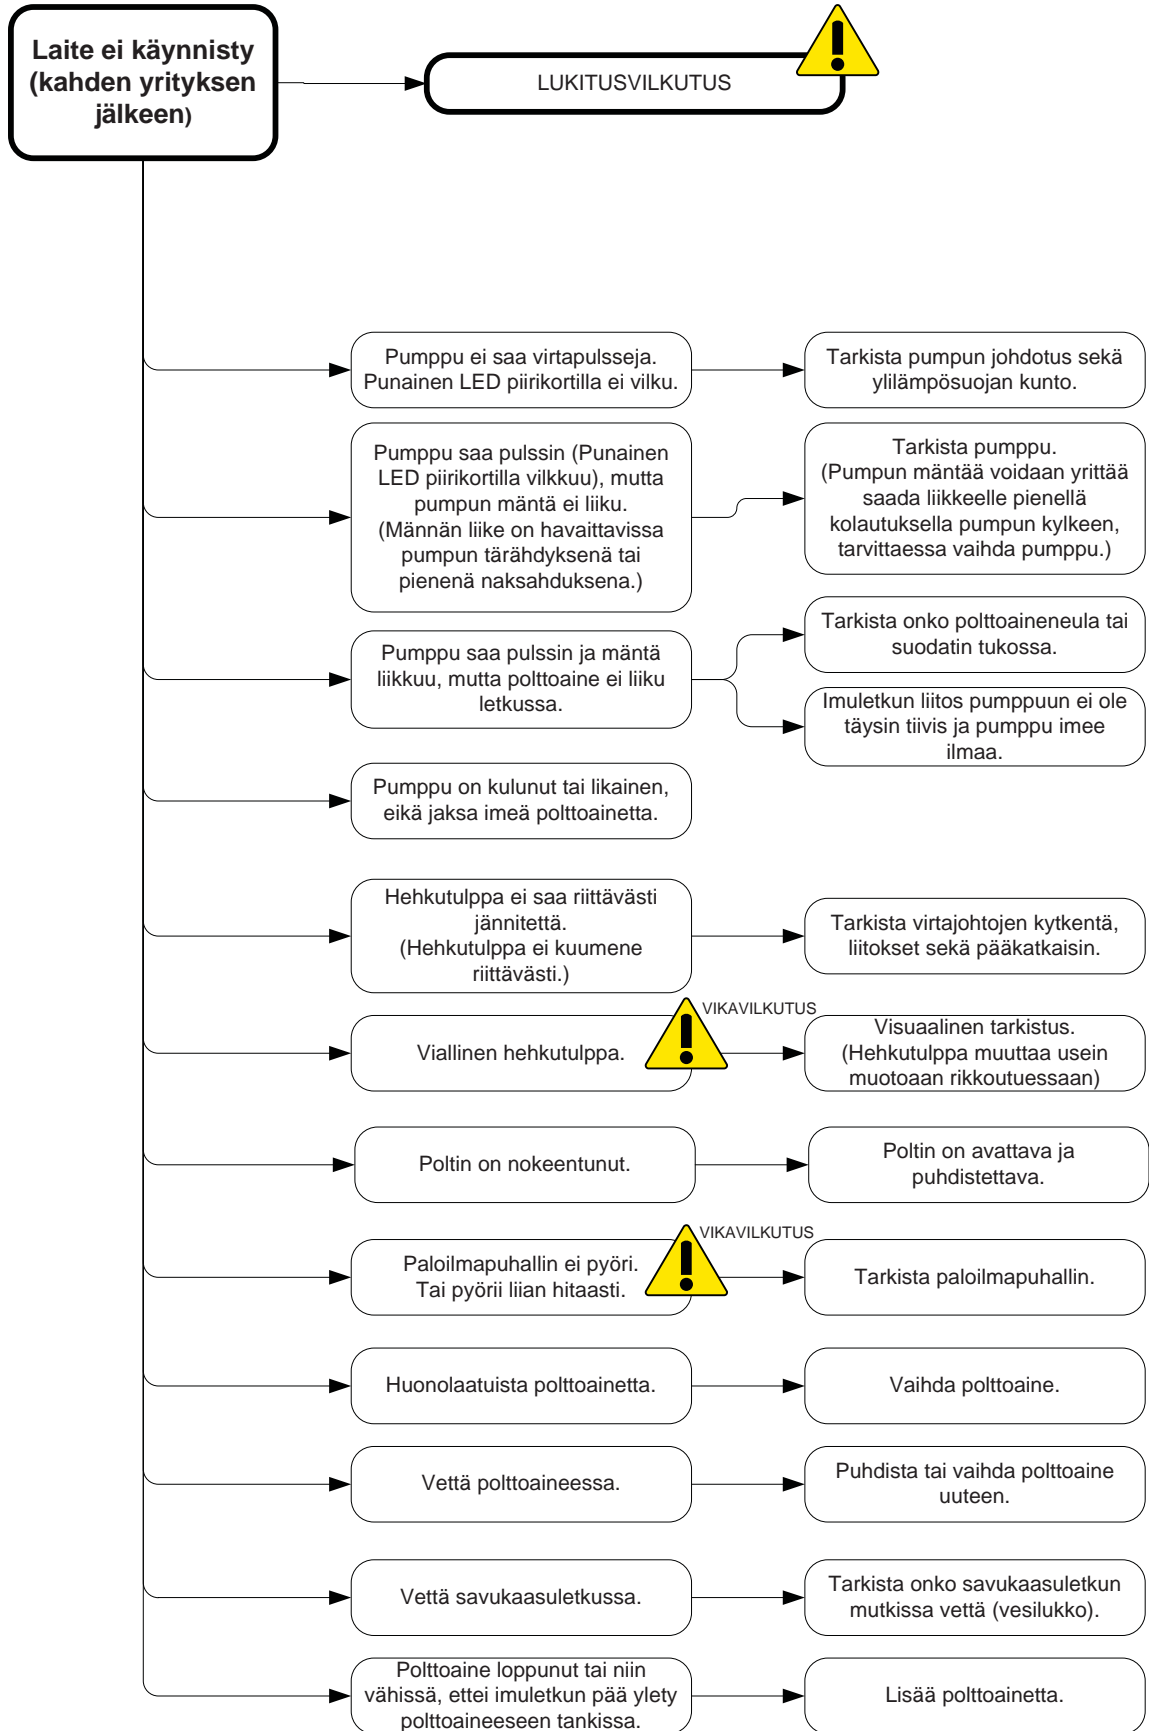 Laite ei käynnisty
(kahden yrityksen
jälkeen)
LUKITUSVILKUTUS
Pumppu ei saa virtapulsseja.
Punainen LED piirikortilla ei vilku.
Tarkista pumpun johdotus sekä
ylilämpösuojan kunto.
Pumppu saa pulssin (Punainen
LED piirikortilla vilkkuu), mutta
pumpun mäntä ei liiku.
(Männän liike on havaittavissa
pumpun tärähdyksenä tai
pienenä naksahduksena.)
Tarkista pumppu.
(Pumpun mäntää voidaan yrittää
saada liikkeelle pienellä
kolautuksella pumpun kylkeen,
tarvittaessa vaihda pumppu.)
Pumppu saa pulssin ja mäntä
liikkuu, mutta polttoaine ei liiku
letkussa.
Tarkista onko polttoaineneula tai
suodatin tukossa.
Imuletkun liitos pumppuun ei ole
täysin tiivis ja pumppu imee
ilmaa.
Pumppu on kulunut tai likainen,
eikä jaksa imeä polttoainetta.
Hehkutulppa ei saa riittävästi
jännitettä.
(Hehkutulppa ei kuumene
riittävästi.)
Tarkista virtajohtojen kytkentä,
liitokset sekä pääkatkaisin.
Viallinen hehkutulppa.
VIKAVILKUTUS
Visuaalinen tarkistus.
(Hehkutulppa muuttaa usein
muotoaan rikkoutuessaan)
Poltin on nokeentunut.
Poltin on avattava ja
puhdistettava.
Paloilmapuhallin ei pyöri.
Tai pyörii liian hitaasti.
VIKAVILKUTUS
Tarkista paloilmapuhallin.
Huonolaatuista polttoainetta.
Vaihda polttoaine.
Vettä polttoaineessa.
Puhdista tai vaihda polttoaine
uuteen.
Vettä savukaasuletkussa.
Tarkista onko savukaasuletkun
mutkissa vettä (vesilukko).
Polttoaine loppunut tai niin
vähissä, ettei imuletkun pää ylety
polttoaineeseen tankissa.
Lisää polttoainetta.